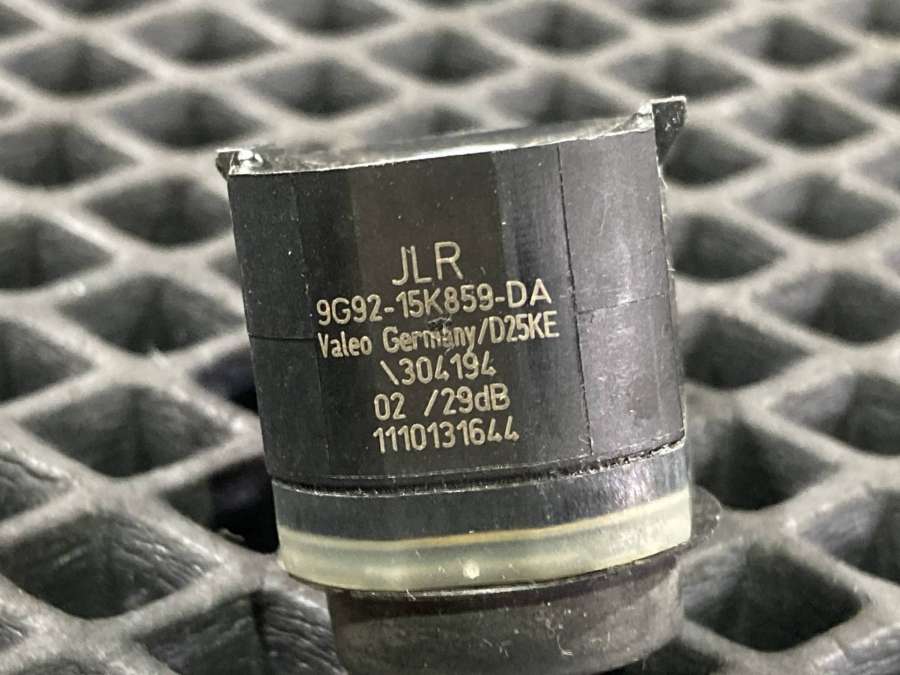 JLR
9G92-15K859-DA
Valeo Germany/D25KE
\304194
02 /29dB
1110131644